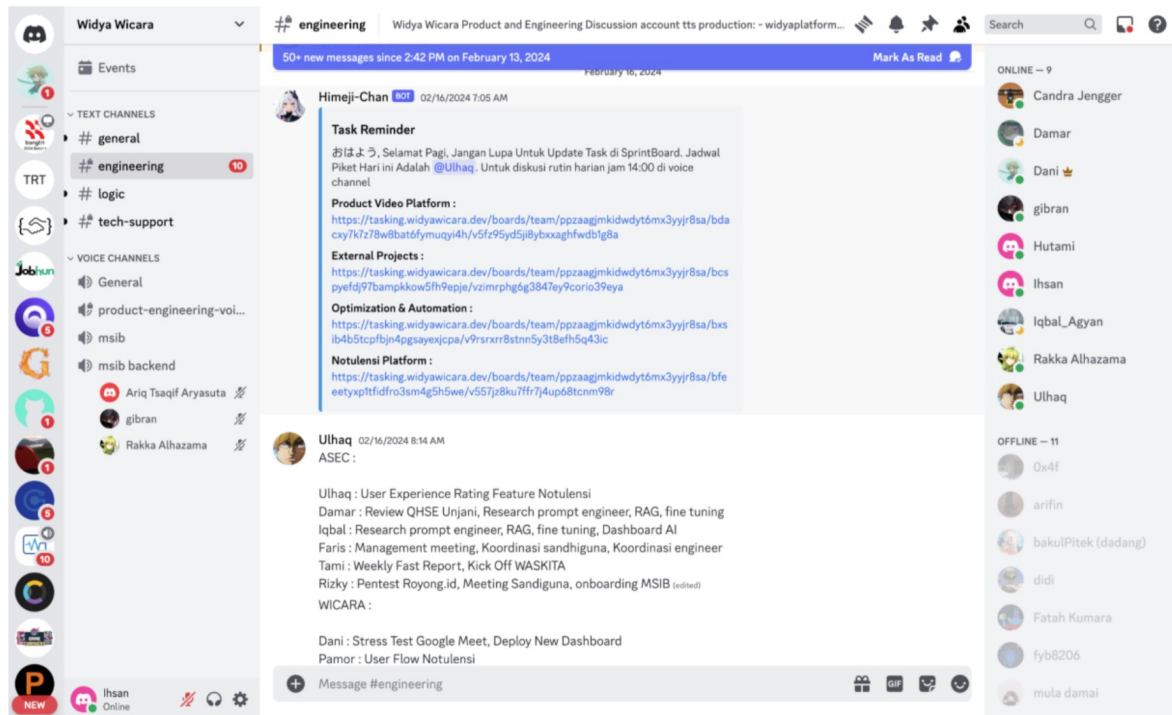 Widya Wicara
engineering
Widya Wicara Product and Engineering Discussion account tts production: - widyaplatform...
Search
50+ new messages since 2:42 PM on February 13, 2024
Mark As Read
February 16, 2024
Events
TEXT CHANNELS
general
engineering
10
logic
tech-support
VOICE CHANNELS
General
product-engineering-voi...
msib
msib backend
Ariq Tsaqif Aryasuta
gibran
Rakka Alhazama
1
TRT
Jobhun
5
1
1
5
10
NEW
Ihsan
Online
Himeji-Chan BOT 02/16/2024 7:05 AM
Task Reminder
おはよう, Selamat Pagi, Jangan Lupa Untuk Update Task di SprintBoard. Jadwal
Piket Hari ini Adalah @Ulhaq. Untuk diskusi rutin harian jam 14:00 di voice
channel
Product Video Platform :
https://tasking.widyawicara.dev/boards/team/ppzaagjmkidwdyt6mx3yyjr8sa/bda
cxy7k7z78w8bat6fymuqyi4h/v5fz95yd5ji8ybxxaghfwdb1g8a
External Projects :
https://tasking.widyawicara.dev/boards/team/ppzaagjmkidwdyt6mx3yyjr8sa/bcs
pyefdj97bampkkow5fh9epje/vzimrphg6g3847ey9corio39eya
Optimization & Automation :
https://tasking.widyawicara.dev/boards/team/ppzaagjmkidwdyt6mx3yyjr8sa/bxs
ib4b5tcpfbjn4pgsayexjcpa/v9rsrxrr8stnn5y3t8efh5q43ic
Notulensi Platform :
https://tasking.widyawicara.dev/boards/team/ppzaagjmkidwdyt6mx3yyjr8sa/bfe
eetyxp1tfidfro3sm4g5h5we/v557jz8ku7ffr7j4up68tcnm98r
Ulhaq 02/16/2024 8:14 AM
ASEC :
Ulhaq : User Experience Rating Feature Notulensi
Damar : Review QHSE Unjani, Research prompt engineer, RAG, fine tuning
Iqbal : Research prompt engineer, RAG, fine tuning, Dashboard AI
Faris : Management meeting, Koordinasi sandhiguna, Koordinasi engineer
Tami : Weekly Fast Report, Kick Off WASKITA
Rizky : Pentest Royong.id, Meeting Sandiguna, onboarding MSIB (edited)
WICARA :
Dani : Stress Test Google Meet, Deploy New Dashboard
Pamor : User Flow Notulensi
Message #engineering
GIF
ONLINE — 9
Candra Jengger
Damar
Dani
gibran
Hutami
Ihsan
Iqbal_Agyan
Rakka Alhazama
Ulhaq
OFFLINE — 11
0x4f
arifin
bakulPitek (dadang)
didi
Fatah Kumara
fyb8206
mula damai